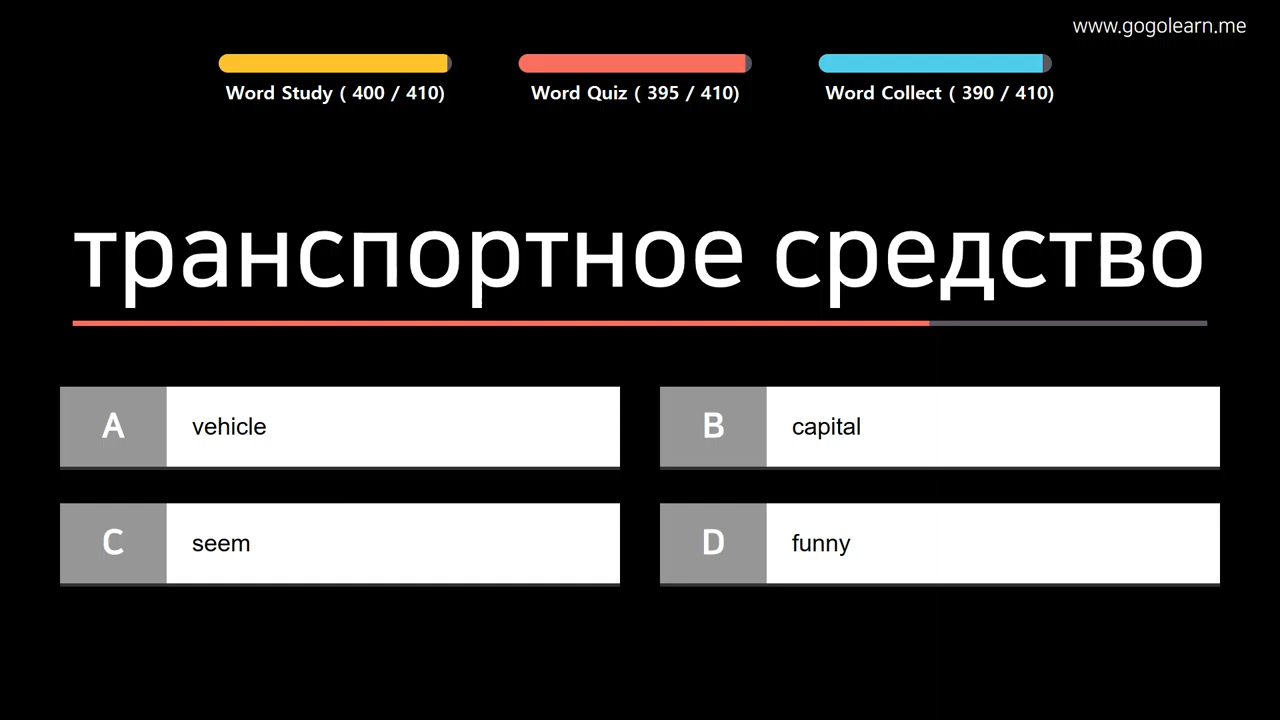 www.gogolearn.me
Word Study ( 400 / 410)
Word Quiz ( 395 / 410)
Word Collect ( 390 / 410)
транспортное средство
A vehicle
B capital
C seem
D funny